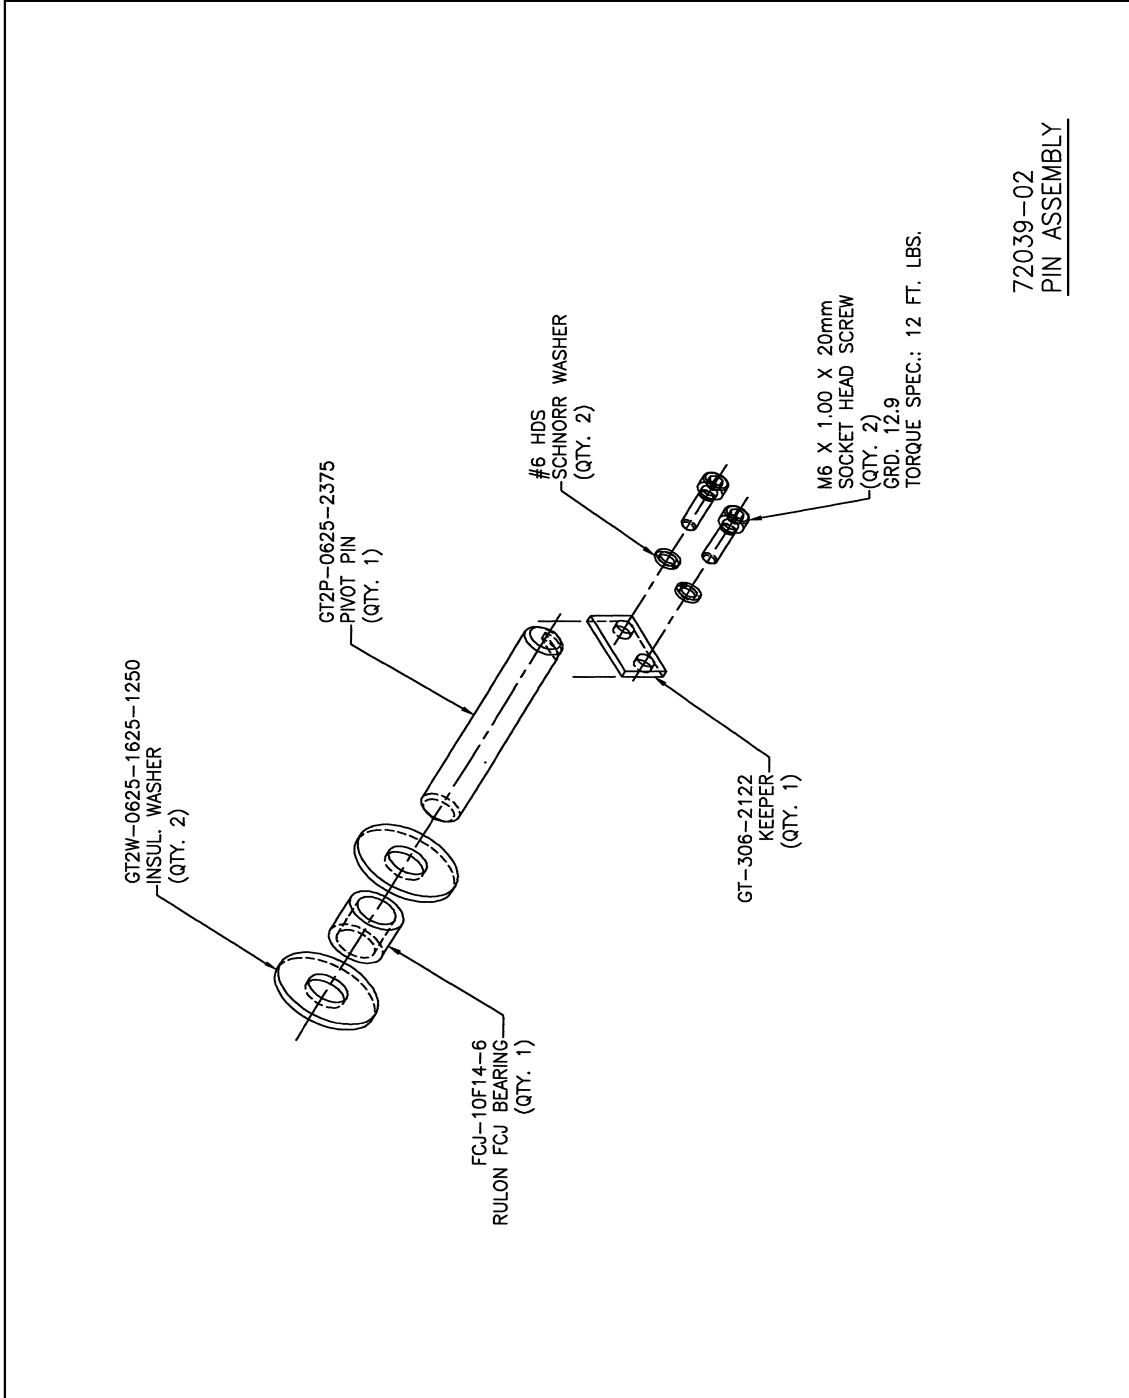 GT2W-0625-1625-1250
INSUL. WASHER
(QTY. 2)
GT2P-0625-2375
PIVOT PIN
(QTY. 1)
#6 HDS
SCHNORR WASHER
(QTY. 2)
M6 X 1.00 X 20mm
SOCKET HEAD SCREW
(QTY. 2)
GRD. 12.9
TORQUE SPEC.: 12 FT. LBS.
FCJ-10F14-6
RULON FCJ BEARING
(QTY. 1)
GT-306-2122
KEEPER
(QTY. 1)
72039-02
PIN ASSEMBLY